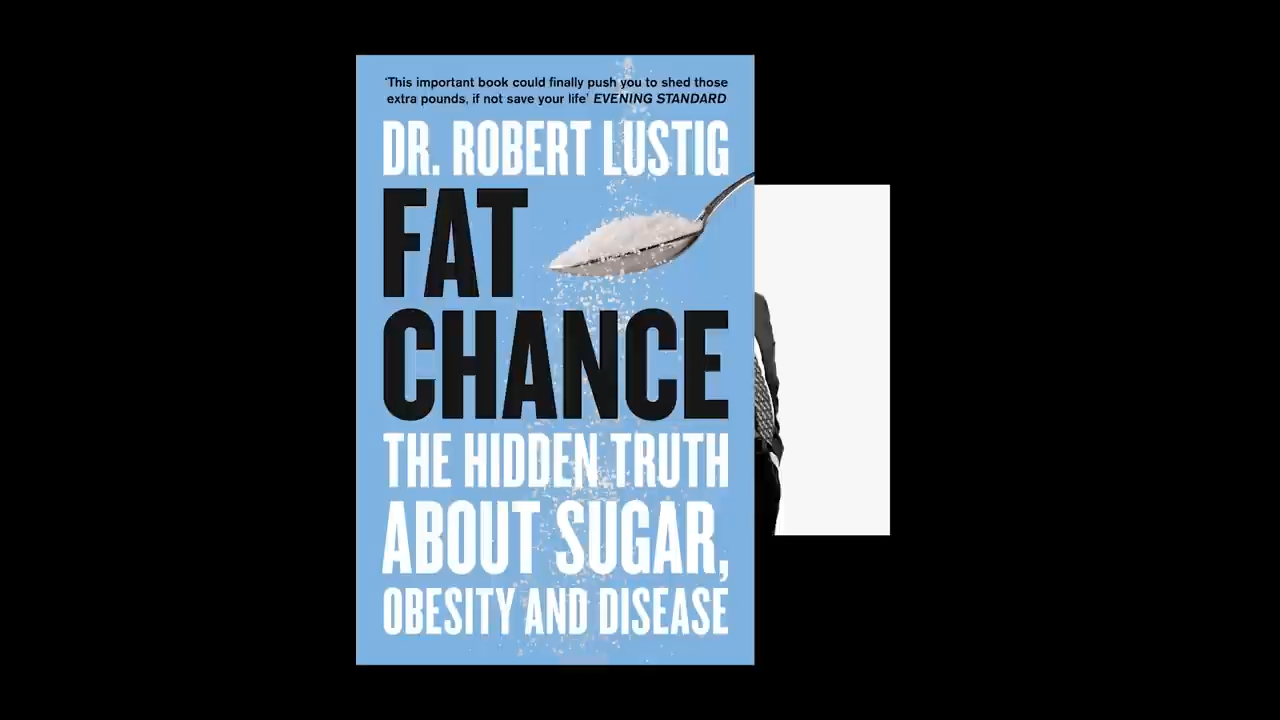 ‘This important book could finally push you to shed those
extra pounds, if not save your life’ EVENING STANDARD
DR. ROBERT LUSTIG
FAT
CHANCE
THE HIDDEN TRUTH
ABOUT SUGAR,
OBESITY AND DISEASE